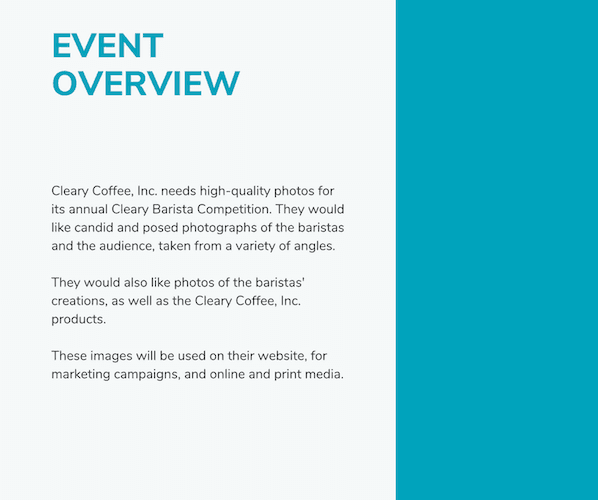 EVENT
OVERVIEW
Cleary Coffee, Inc. needs high-quality photos for
its annual Cleary Barista Competition. They would
like candid and posed photographs of the baristas
and the audience, taken from a variety of angles.
They would also like photos of the baristas'
creations, as well as the Cleary Coffee, Inc.
products.
These images will be used on their website, for
marketing campaigns, and online and print media.